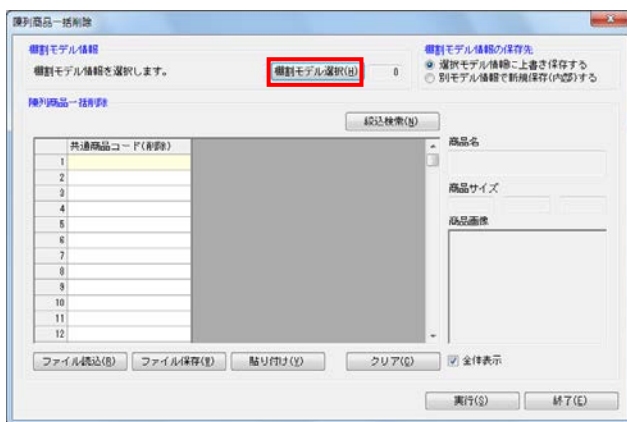 陳列商品一括削除
棚割モデル情報
棚割モデル情報を選択します。
棚割モデル選択(H)
0
棚割モデル情報の保存先
選択モデル情報に上書き保存する
別モデル情報で新規保存(内部)する
陳列商品一括削除
絞込検索(N)
共通商品コード(削除)
1
2
3
4
5
6
7
8
9
10
11
12
商品名
商品サイズ
商品画像
ファイル読込(R)
ファイル保存(W)
貼り付け(V)
クリア(C)
全体表示
実行(S)
終了(E)